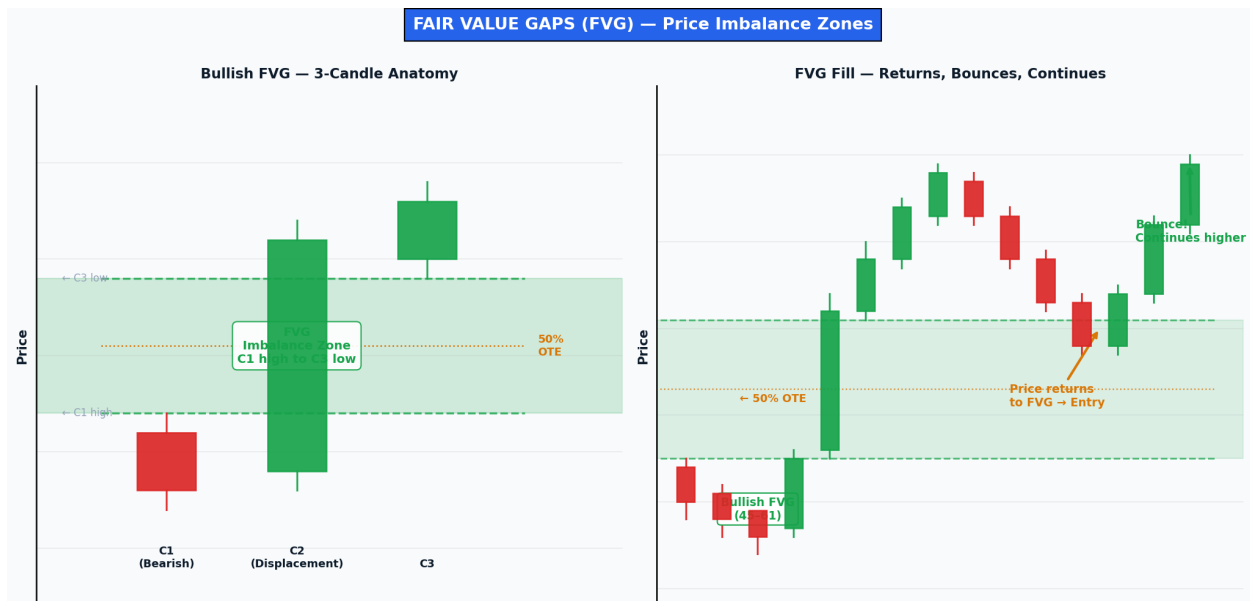 FAIR VALUE GAPS (FVG) — Price Imbalance Zones
Bullish FVG — 3-Candle Anatomy
Price
← C3 low
FVG
Imbalance Zone
C1 high to C3 low
50%
OTE
← C1 high
C1
(Bearish)
C2
(Displacement)
C3
FVG Fill — Returns, Bounces, Continues
Price
Bounce!
Continues higher
Price returns
to FVG → Entry
← 50% OTE
Bullish FVG